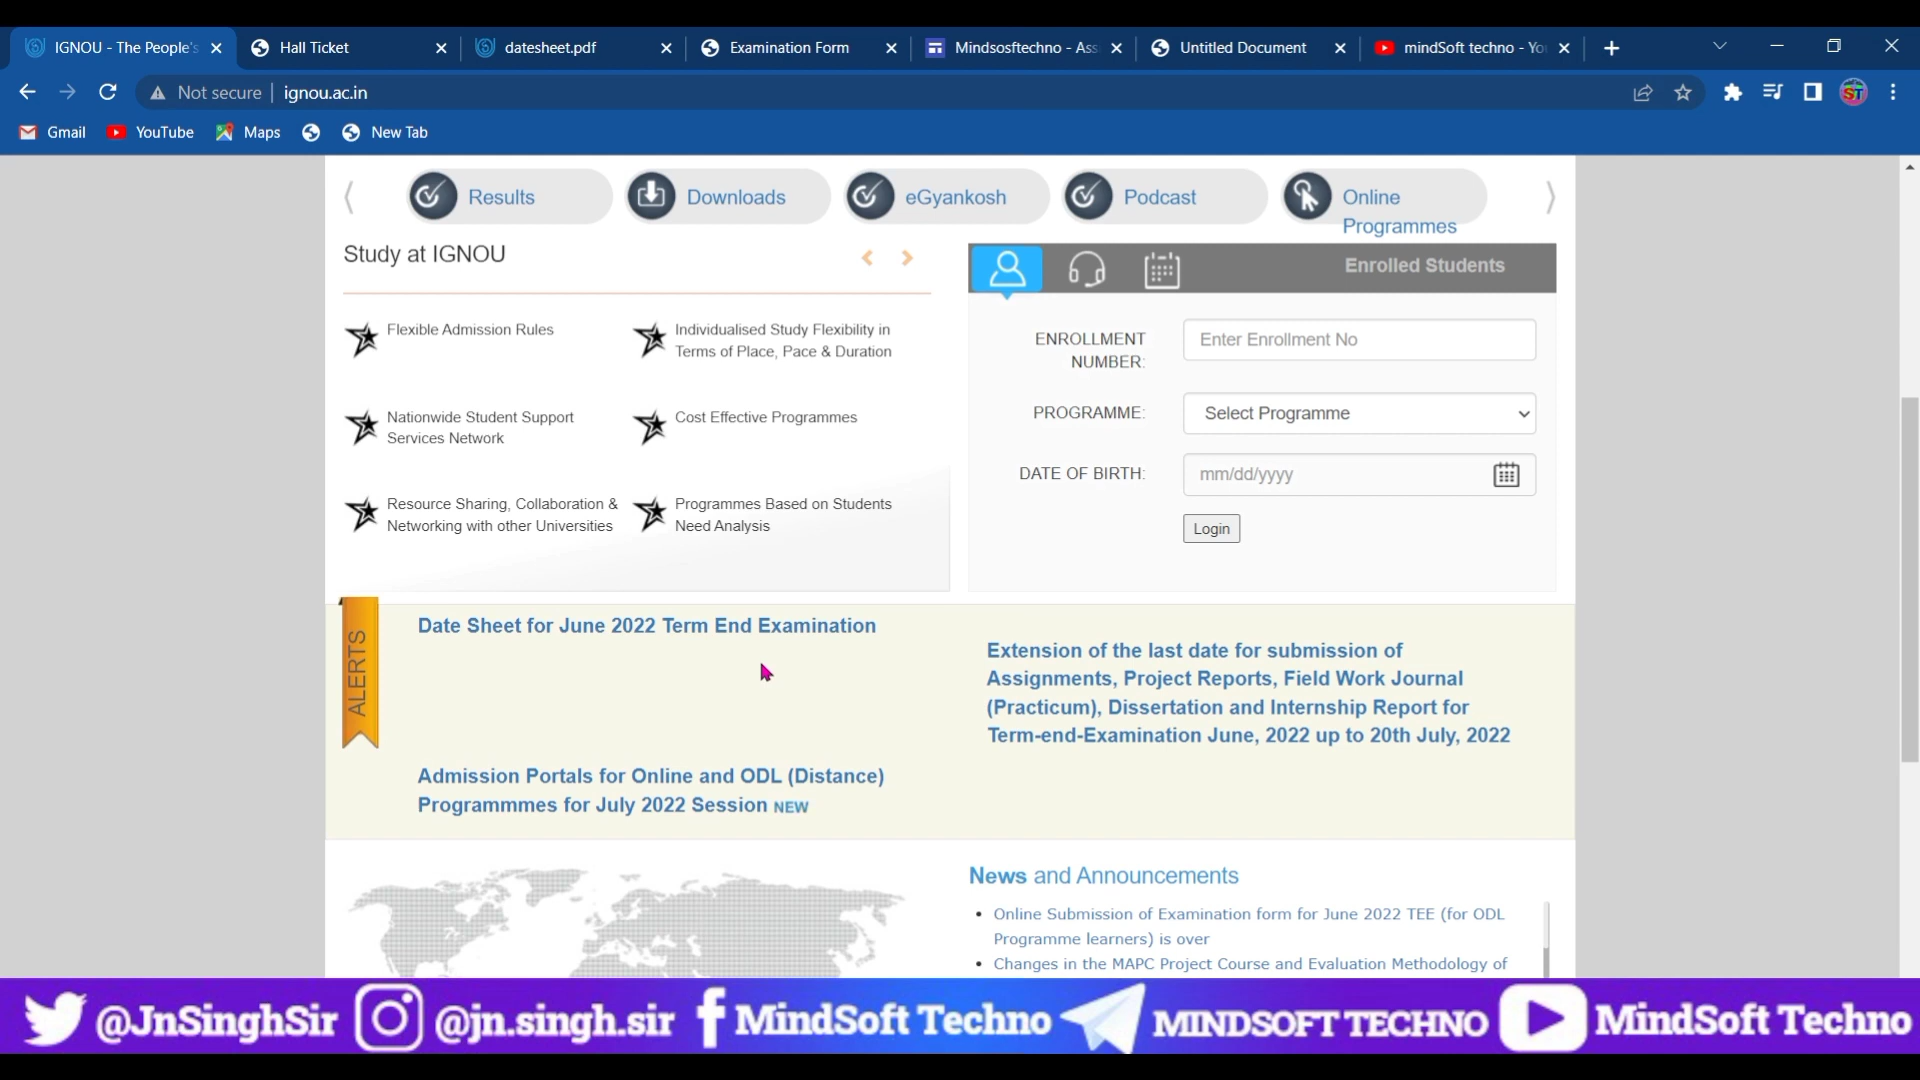 IGNOU - The People's
Hall Ticket
datesheet.pdf
Examination Form
Mindsosftechno - Ass
Untitled Document
mindSoft techno - You
Not secure
ignou.ac.in
ST
Gmail
YouTube
Maps
New Tab
Results
Downloads
eGyankosh
Podcast
Online
Programmes
Study at IGNOU
Enrolled Students
Flexible Admission Rules
Individualised Study Flexibility in
Terms of Place, Pace & Duration
Nationwide Student Support
Services Network
Cost Effective Programmes
Resource Sharing, Collaboration &
Networking with other Universities
Programmes Based on Students
Need Analysis
ENROLLMENT
NUMBER:
Enter Enrollment No
PROGRAMME:
Select Programme
DATE OF BIRTH:
mm/dd/yyyy
Login
ALERTS
Date Sheet for June 2022 Term End Examination
Extension of the last date for submission of
Assignments, Project Reports, Field Work Journal
(Practicum), Dissertation and Internship Report for
Term-end-Examination June, 2022 up to 20th July, 2022
Admission Portals for Online and ODL (Distance)
Programmmes for July 2022 Session NEW
News and Announcements
Online Submission of Examination form for June 2022 TEE (for ODL
Programme learners) is over
Changes in the MAPC Project Course and Evaluation Methodology of
@JnSinghSir
@jn.singh.sir
MindSoft Techno
MINDSOFT TECHNO
MindSoft Techno